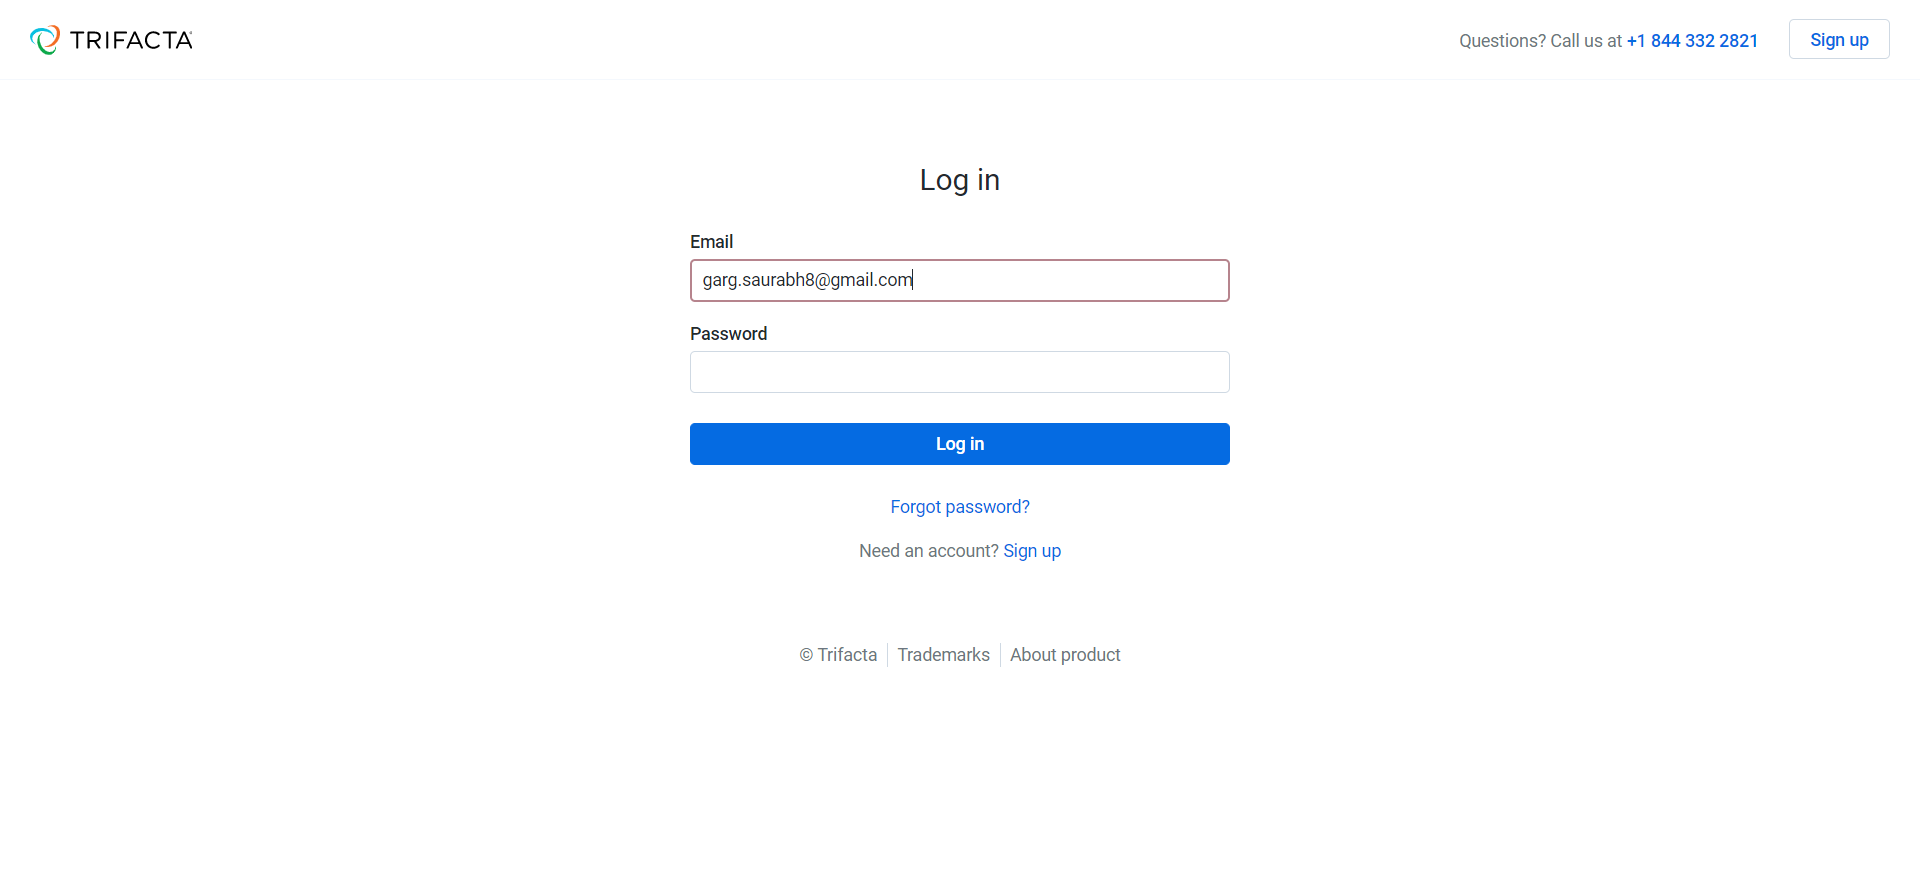 TRIFACTA
Questions? Call us at +1 844 332 2821
Sign up
Log in
Email
garg.saurabh8@gmail.com
Password
Log in
Forgot password?
Need an account? Sign up
© Trifacta
Trademarks
About product